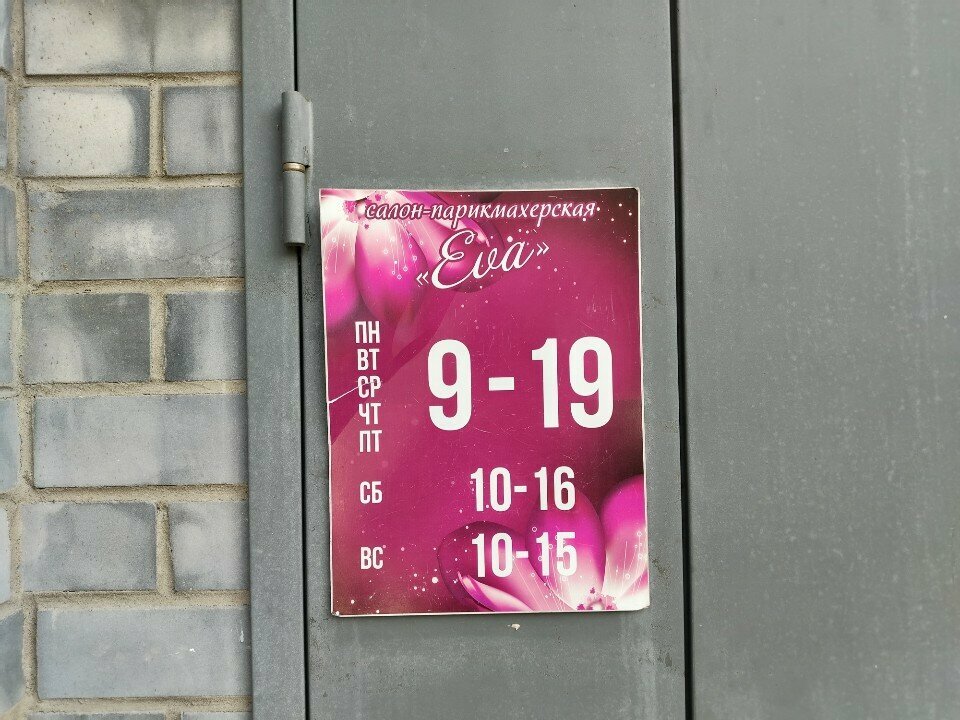 салон-парикмахерская
«Eva»
ПН
ВТ
СР
ЧТ
ПТ
9 - 19
СБ 10 - 16
ВС 10 - 15